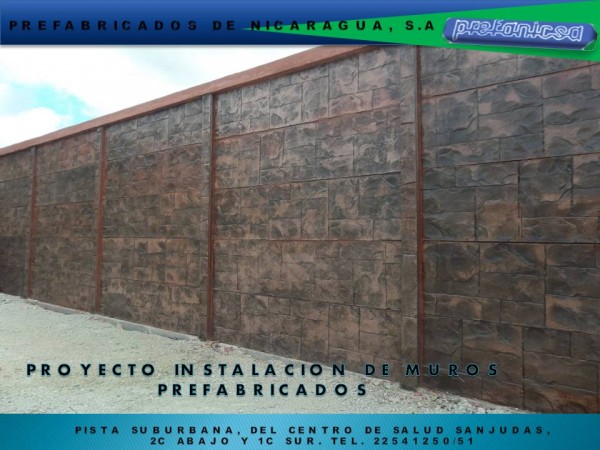 PREFABRICADOS DE NICARAGUA, S.A
prefanicsa
PROYECTO INSTALACION DE MUROS
PREFABRICADOS
PISTA SUBURBANA, DEL CENTRO DE SALUD SANJUDAS,
2C ABAJO Y 1C SUR. TEL. 22541250/51